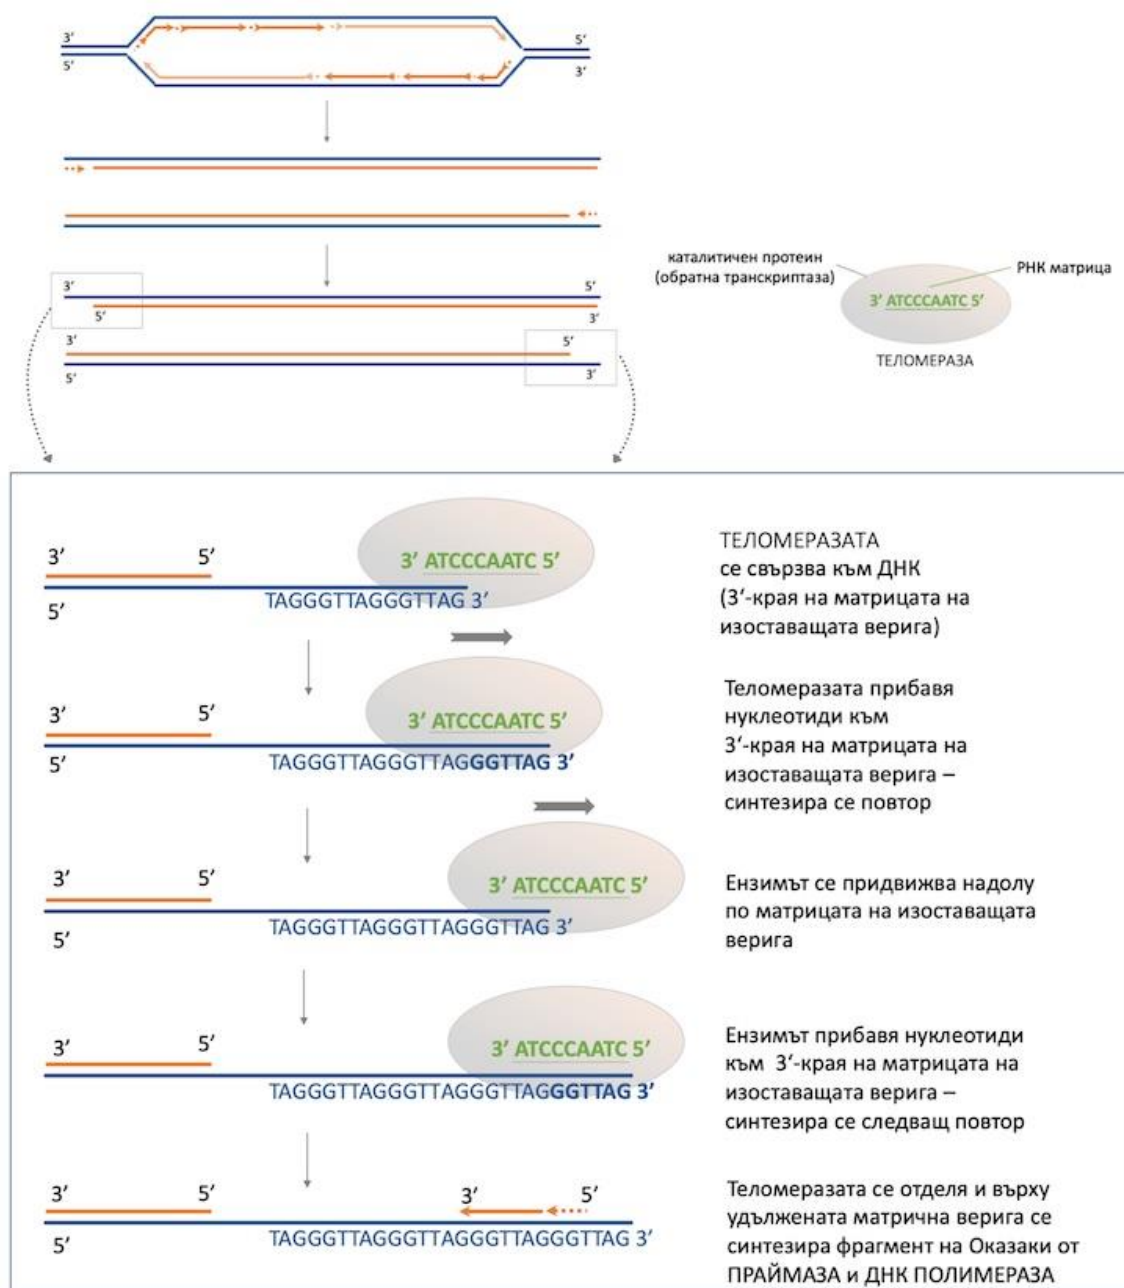 3’
5’
5’
3’
каталитичен протеин
(обратна транскриптаза)
РНК матрица
3’ ATCCCAATC 5’
ТЕЛОМЕРАЗА
3’
5’
5’
3’
3’
5’
5’
3’
3’
5’
3’ ATCCCAATC 5’
5’
TAGGGTTAGGGTTAG 3’
ТЕЛОМЕРАЗАТА
се свързва към ДНК
(3’-края на матрицата на
изоставащата верига)
3’
5’
3’ ATCCCAATC 5’
5’
TAGGGTTAGGGTTAGGGTTAG 3’
Теломеразата прибавя
нуклеотиди към
3’-края на матрицата на
изоставащата верига –
синтезира се повтор
3’
5’
3’ ATCCCAATC 5’
5’
TAGGGTTAGGGTTAGGGTTAG 3’
Ензимът се придвижва надолу
по матрицата на изоставащата
верига
3’
5’
3’ ATCCCAATC 5’
5’
TAGGGTTAGGGTTAGGGTTAGGGTTAG 3’
Ензимът прибавя нуклеотиди
към 3’-края на матрицата на
изоставащата верига –
синтезира се следващ повтор
3’
5’
3’
5’
5’
TAGGGTTAGGGTTAGGGTTAGGGTTAG 3’
Теломеразата се отделя и върху
удължената матрична верига се
синтезира фрагмент на Оказаки от
ПРАЙМАЗА и ДНК ПОЛИМЕРАЗА